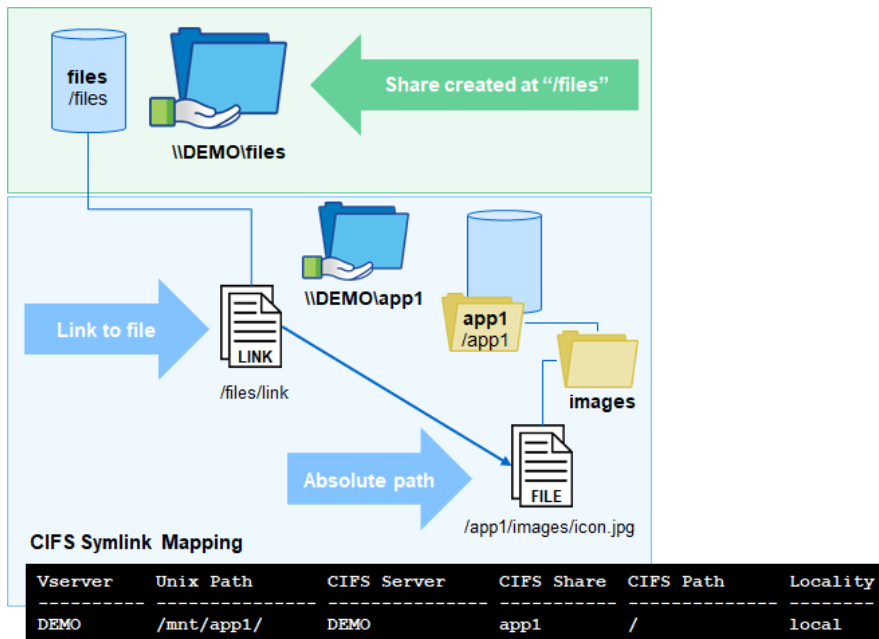 files
/files
Share created at “/files”
\\DEMO\files
\\DEMO\app1
app1
/app1
Link to file
LINK
/files/link
images
Absolute path
FILE
/app1/images/icon.jpg
CIFS Symlink Mapping
Vserver Unix Path CIFS Server CIFS Share CIFS Path Locality
---------- --------------- --------------- ----------- -------------- --------
DEMO /mnt/app1/ DEMO app1 / local